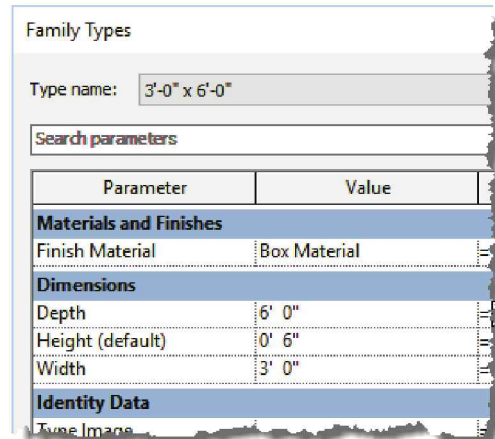 Family Types
Type name: 3'-0" x 6'-0"
Search parameters
Parameter Value
Materials and Finishes
Finish Material Box Material =
Dimensions
Depth 6' 0" =
Height (default) 0' 6" =
Width 3' 0" =
Identity Data
Type Image =